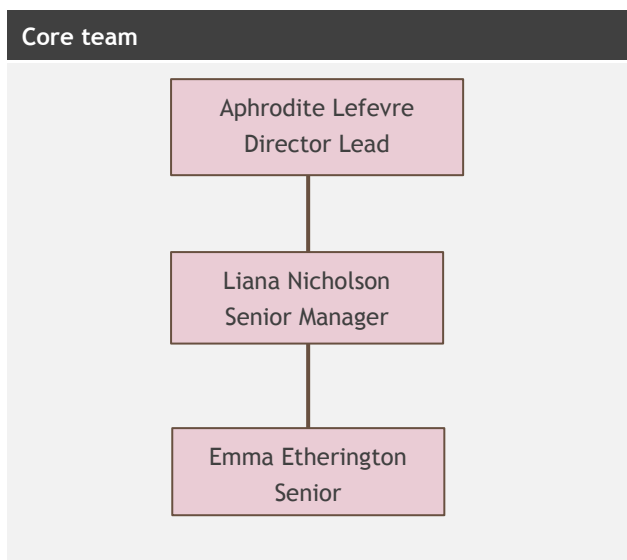 Core team
Aphrodite Lefevre
Director Lead
Liana Nicholson
Senior Manager
Emma Etherington
Senior